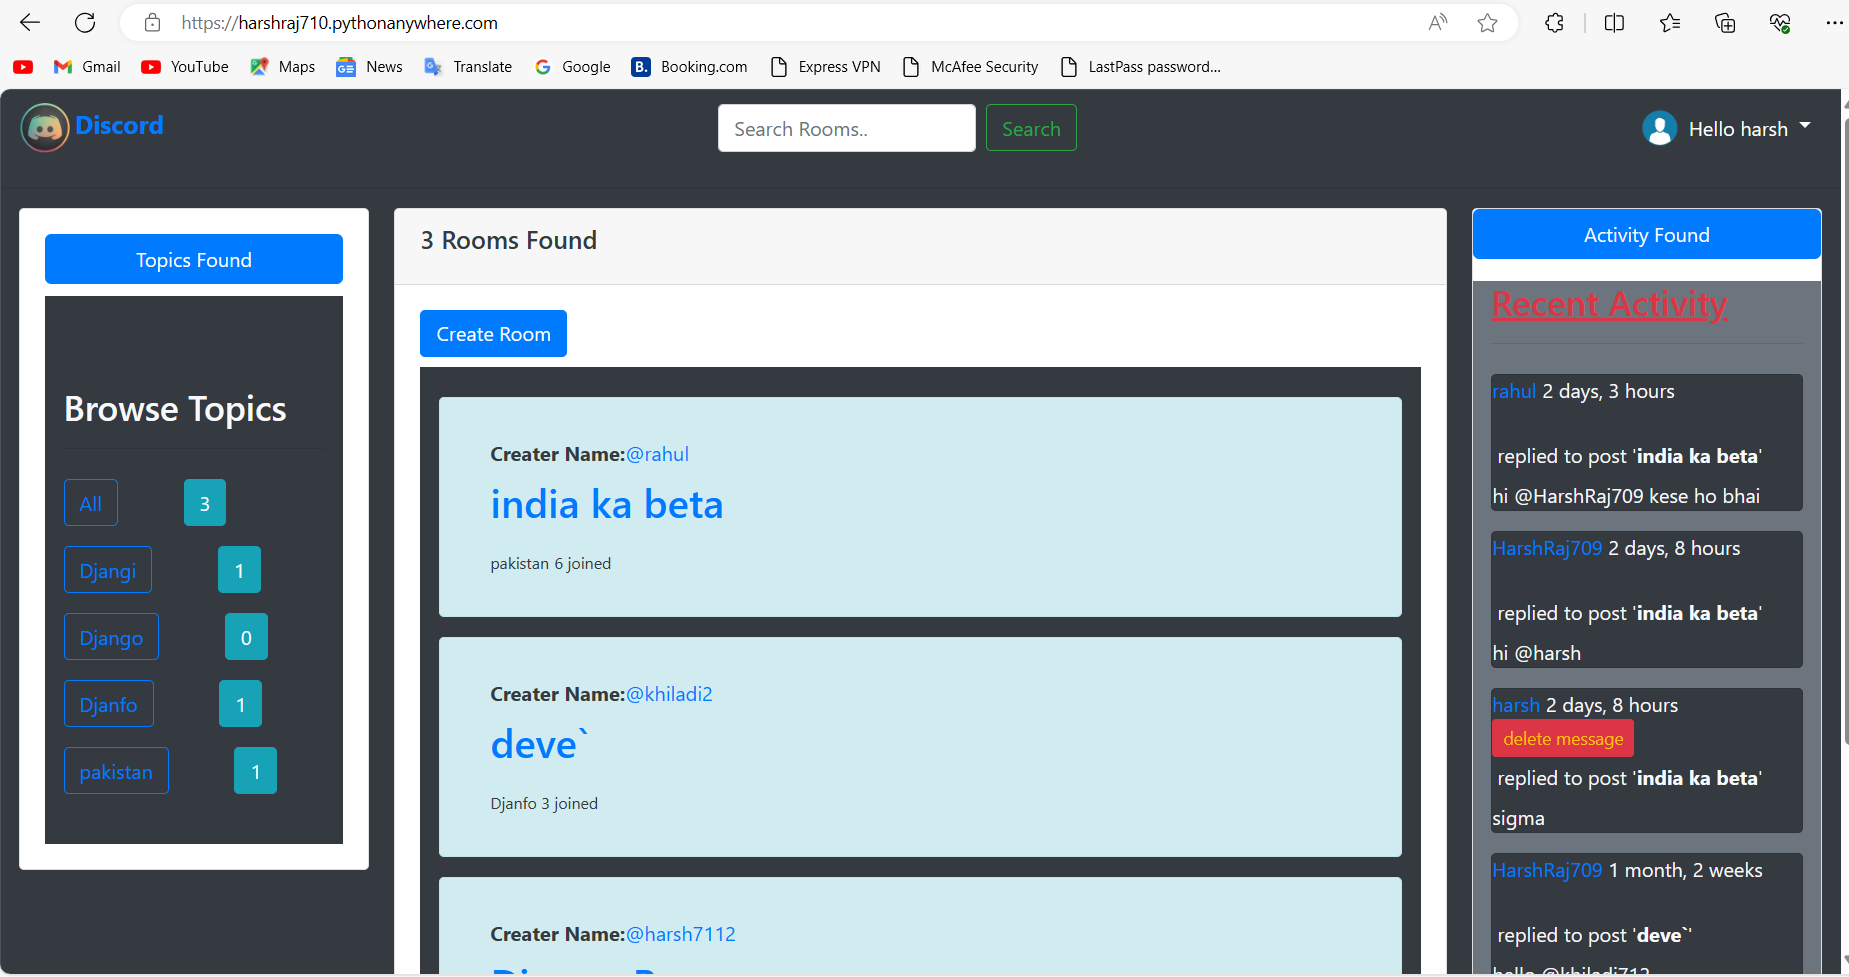 https://harshraj710.pythonanywhere.com
Gmail YouTube Maps News Translate Google B. Booking.com Express VPN McAfee Security LastPass password...
Discord
Search Rooms..
Search
Hello harsh
Topics Found
Browse Topics
All 3
Djangi 1
Django 0
Djanfo 1
pakistan 1
3 Rooms Found
Create Room
Creater Name:@rahul
india ka beta
pakistan 6 joined
Creater Name:@khiladi2
deve`
Djanfo 3 joined
Creater Name:@harsh7112
Activity Found
Recent Activity
rahul 2 days, 3 hours
replied to post 'india ka beta'
hi @HarshRaj709 kese ho bhai
HarshRaj709 2 days, 8 hours
replied to post 'india ka beta'
hi @harsh
harsh 2 days, 8 hours
delete message
replied to post 'india ka beta'
sigma
HarshRaj709 1 month, 2 weeks
replied to post 'deve`'
hello @khiladi712